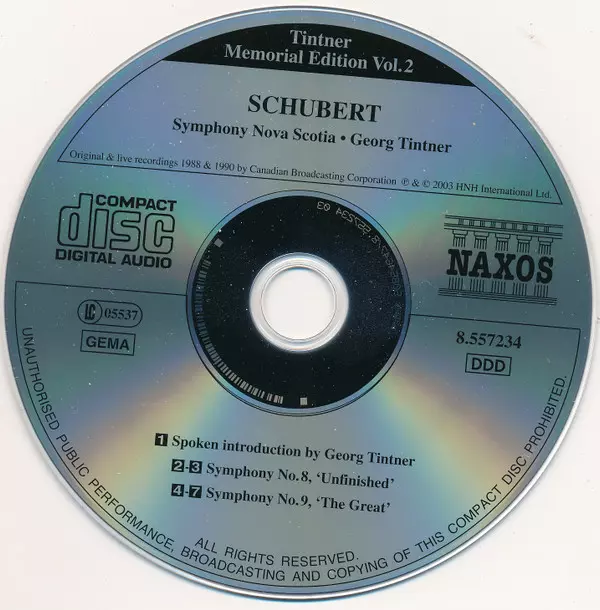 Tintner
Memorial Edition Vol. 2
SCHUBERT
Symphony Nova Scotia • Georg Tintner
Original & live recordings 1988 & 1990 by Canadian Broadcasting Corporation ℗ & © 2003 HNH International Ltd.
COMPACT
disc
DIGITAL AUDIO
NAXOS
LC 05537
GEMA
8.557234
DDD
1 Spoken introduction by Georg Tintner
2-3 Symphony No. 8, ‘Unfinished’
4-7 Symphony No. 9, ‘The Great’
ALL RIGHTS RESERVED.
UNAUTHORISED PUBLIC PERFORMANCE, BROADCASTING AND COPYING OF THIS COMPACT DISC PROHIBITED.